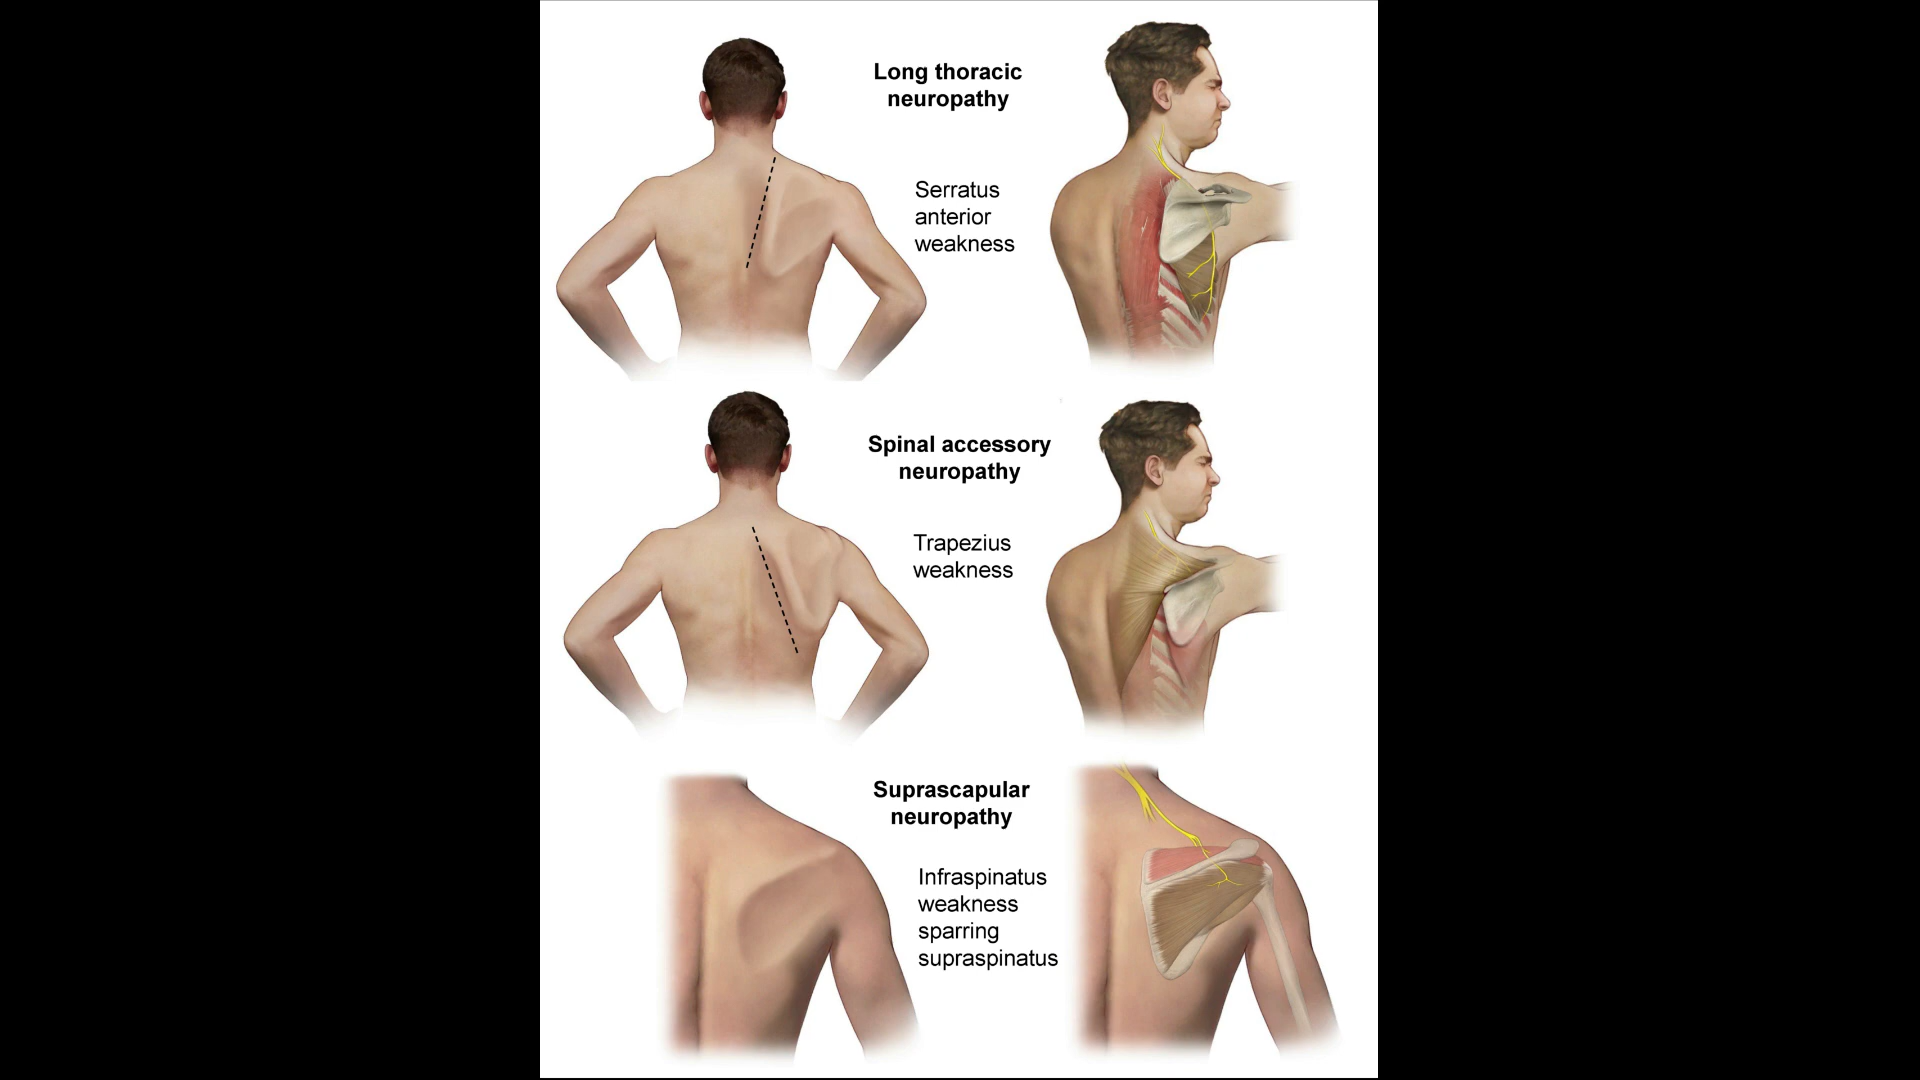 Long thoracic
neuropathy
Serratus
anterior
weakness
Spinal accessory
neuropathy
Trapezius
weakness
Suprascapular
neuropathy
Infraspinatus
weakness
sparring
supraspinatus